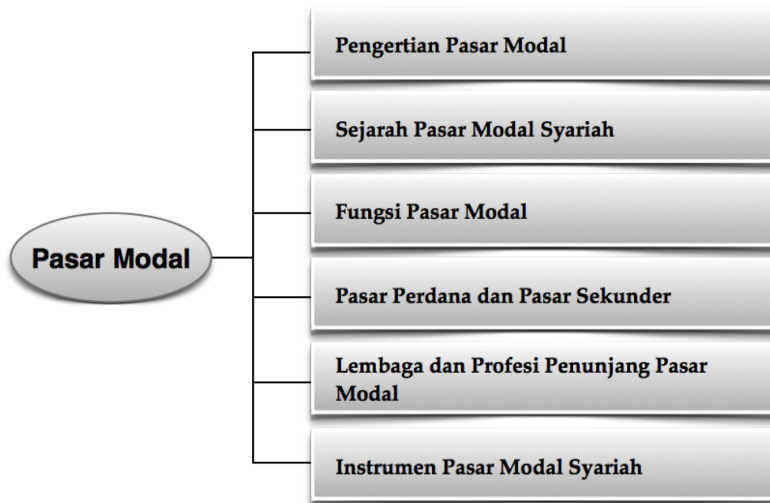 Pengertian Pasar Modal
Sejarah Pasar Modal Syariah
Fungsi Pasar Modal
Pasar Modal
Pasar Perdana dan Pasar Sekunder
Lembaga dan Profesi Penunjang Pasar
Modal
Instrumen Pasar Modal Syariah